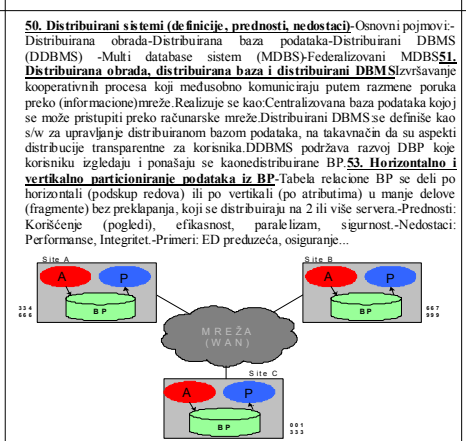 50. Distribuirani sistemi (definicije, prednosti, nedostaci)-Osnovni pojmovi:-
Distribuirana obrada-Distribuirana baza podataka-Distribuirani DBMS
(DDBMS) -Multi database sistem (MDBS)-Federalizovani MDBS51.
Distribuirana obrada, distribuirana baza i distribuirani DBMSIzvršavanje
kooperativnih procesa koji međusobno komuniciraju putem razmene poruka
preko (informacione)mreže.Realizuje se kao:Centralizovana baza podataka kojoj
se može pristupiti preko računarske mreže.Distribuirani DBMS se definiše kao
s/w za upravljanje distribuiranom bazom podataka, na takavnačin da su aspekti
distribucije transparentne za korisnika.DDBMS podržava razvoj DBP koje
korisniku izgledaju i ponašaju se kaonedistribuirane BP.53. Horizontalno i
vertikalno particioniranje podataka iz BP-Tabela relacione BP se deli po
horizontali (podskup redova) ili po vertikali (po atributima) u manje delove
(fragmente) bez preklapanja, koji se distribuiraju na 2 ili više servera.-Prednosti:
Korišćenje (pogledi), efikasnost, paralelizam, sigurnost.-Nedostaci:
Performanse, Integritet.-Primeri: ED preduzeća, osiguranje...
Site A
A P
BP
334
666
Site B
A P
BP
667
999
MREŽA
(WAN)
Site C
A P
BP
001
333